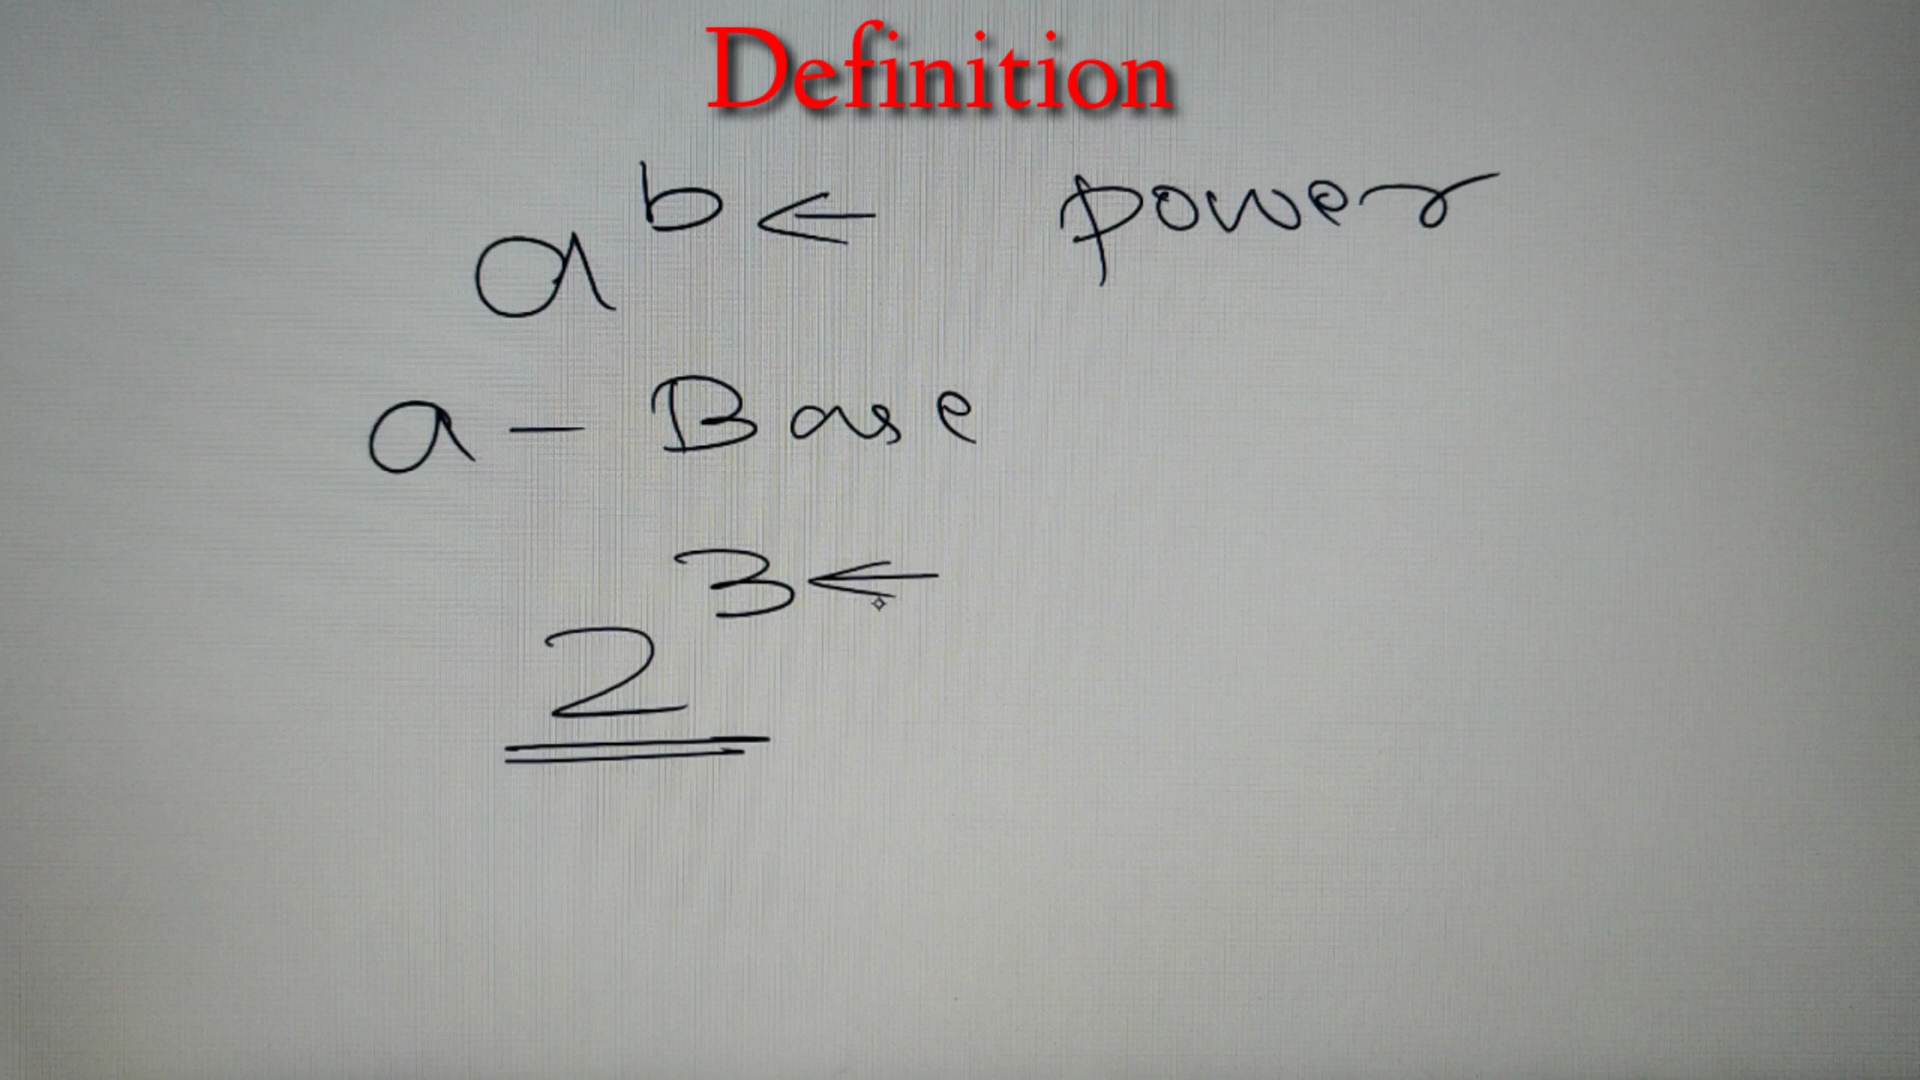 Definition
a^b ← power
a – Base
2^3 ←